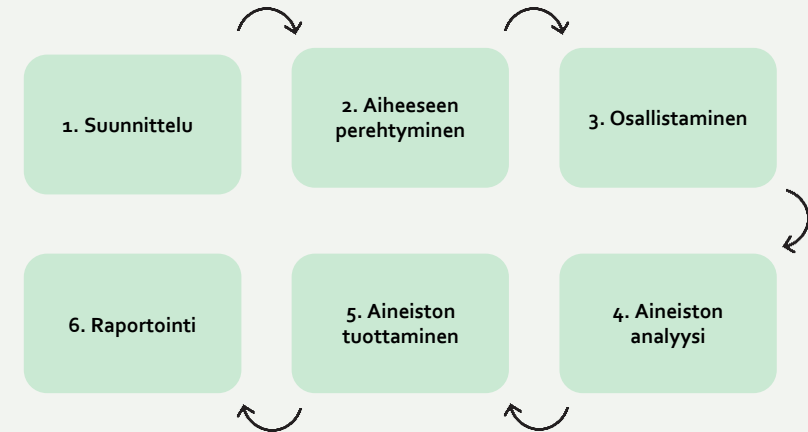 1. Suunnittelu
2. Aiheeseen
perehtyminen
3. Osallistaminen
4. Aineiston
analyysi
5. Aineiston
tuottaminen
6. Raportointi